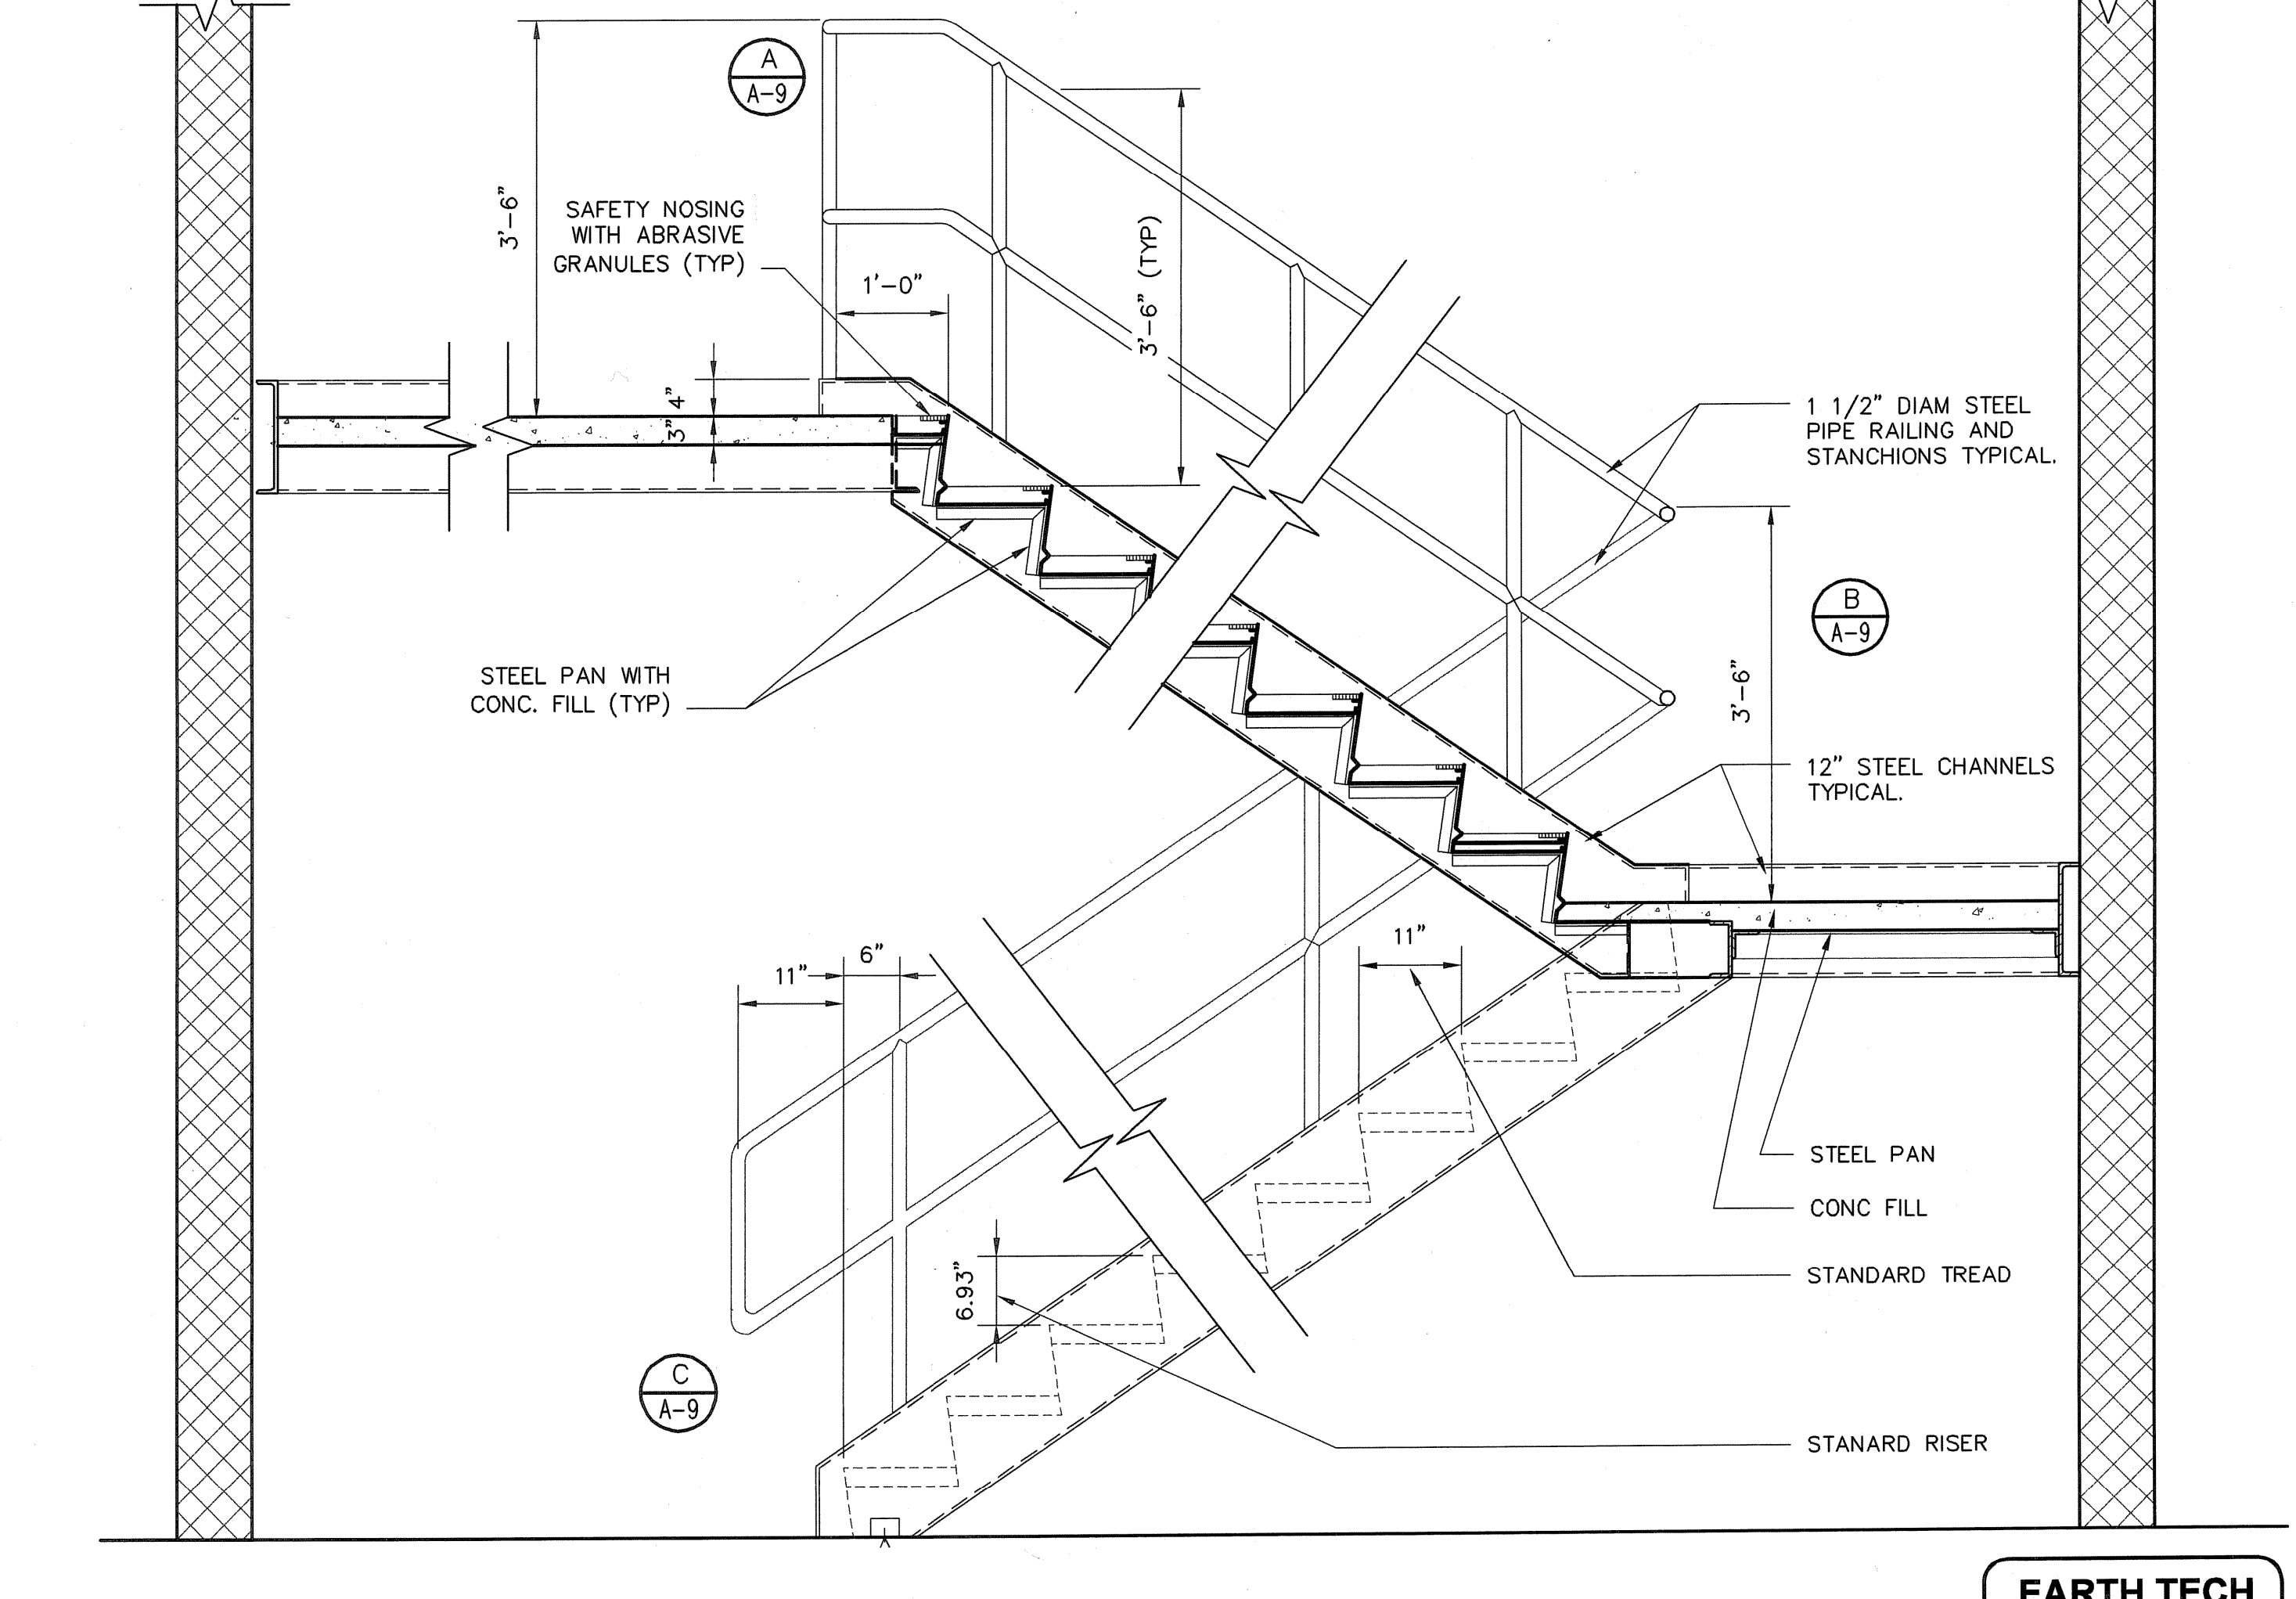 A
A-9
3'-6"
SAFETY NOSING
WITH ABRASIVE
GRANULES (TYP)
1'-0"
3'-6" (TYP)
4"
3"
1 1/2" DIAM STEEL
PIPE RAILING AND
STANCHIONS TYPICAL.
B
A-9
STEEL PAN WITH
CONC. FILL (TYP)
3'-6"
12" STEEL CHANNELS
TYPICAL.
11"
6"
11"
STEEL PAN
CONC FILL
STANDARD TREAD
6.93"
C
A-9
STANARD RISER
EARTH TECH